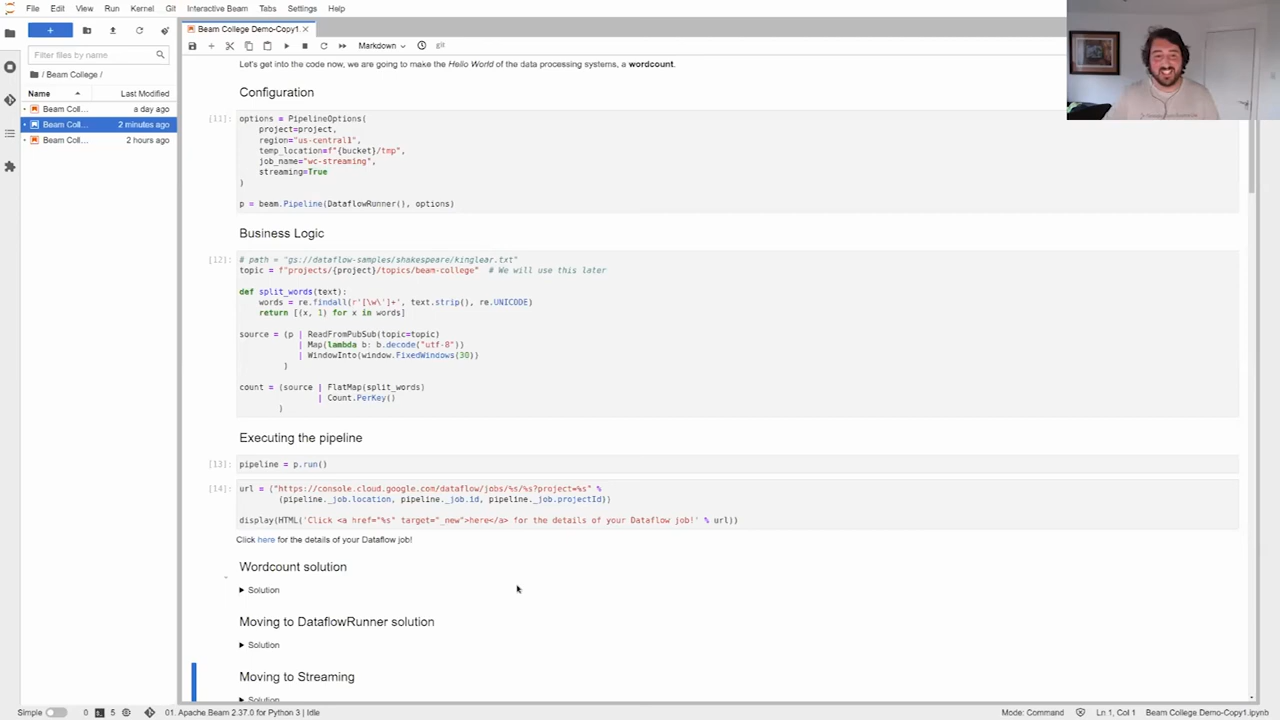 File Edit View Run Kernel Git Interactive Beam Tabs Settings Help
+
Filter files by name
/ Beam College /
Name Last Modified
Beam Coll... a day ago
Beam Coll... 2 minutes ago
Beam Coll... 2 hours ago
Beam College Demo-Copy1. ×
Markdown git
Let's get into the code now, we are going to make the Hello World of the data processing systems, a wordcount.
Configuration
[11]: options = PipelineOptions(
project=project,
region="us-central1",
temp_location=f"{bucket}/tmp",
job_name="wc-streaming",
streaming=True
)
p = beam.Pipeline(DataflowRunner(), options)
Business Logic
[12]: # path = "gs://dataflow-samples/shakespeare/kinglear.txt"
topic = f"projects/{project}/topics/beam-college" # We will use this later
def split_words(text):
words = re.findall(r'[\w\']+', text.strip(), re.UNICODE)
return [(x, 1) for x in words]
source = (p | ReadFromPubSub(topic=topic)
| Map(lambda b: b.decode("utf-8"))
| WindowInto(window.FixedWindows(30))
)
count = (source | FlatMap(split_words)
| Count.PerKey()
)
Executing the pipeline
[13]: pipeline = p.run()
[14]: url = ("https://console.cloud.google.com/dataflow/jobs/%s/%s?project=%s" %
(pipeline._job.location, pipeline._job.id, pipeline._job.projectId))
display(HTML('Click <a href="%s" target="_new">here</a> for the details of your Dataflow job!' % url))
Click here for the details of your Dataflow job!
Wordcount solution
▶ Solution
Moving to DataflowRunner solution
▶ Solution
Moving to Streaming
▶ Solution
Simple 0 5 01. Apache Beam 2.37.0 for Python 3 | Idle Mode: Command Ln 1, Col 1 Beam College Demo-Copy1.ipynb